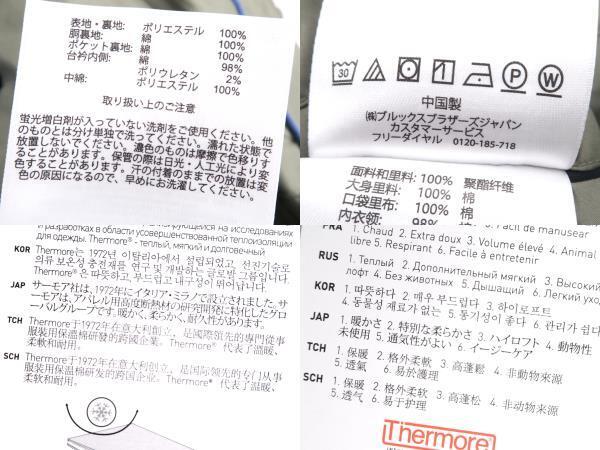 表地・裏地: ポリエステル 100%
胴裏地: 綿 100%
ポケット裏地: 綿 100%
台衿内側: 綿 98%
ポリウレタン 2%
中綿: ポリエステル 100%
取り扱い上のご注意
蛍光増白剤が入っていない洗剤をご使用ください。他
のものとは分け単独で洗ってください。濡れた状態で
放置しないでください。濃色のものは摩擦で色移りす
ることがあります。保管の際は日光・人工光により変
色することがあります。汗の付着のままでの放置は変
色の原因になるので、早めにお洗濯してください。
30
中国製
㈱ブルックスブラザーズジャパン
カスタマーサービス
フリーダイヤル 0120-185-718
面料和里料: 100% 聚酯纤维
大身里料: 100% 棉
口袋里布: 100% 棉
内衣领: 98% 棉
и разработках в области усовершенствованной теплоизоляции
для одежды. Thermore® - теплый, мягкий и долговечный
KOR Thermore는 1972년 이탈리아에서 설립되었고, 선진기술로
의류 보온성 충전재를 연구 및 개발하는 글로발 그룹입니다.
Thermore® 은 따뜻하고, 부드럽고 내구성이 뛰어납니다.
JAP サーモア社は、1972年にイタリア・ミラノで設立されました。サ
ーモアは、アパレル用高度断熱材の研究開発に特化したグロ
ーバルグループです。暖かく、柔らかく、耐久性があります。
TCH Thermore于1972年在意大利創立，是國際領先的專門從事
服裝用保溫棉研發的跨國企業。Thermore® 代表了溫暖、
柔軟和耐用。
SCH Thermore于1972年在意大利创立，是国际领先的专门从事
服装用保温棉研发的跨国企业。Thermore® 代表了温暖、
柔软和耐用。
6. Fácil de manusear
FRA 1. Chaud 2. Extra doux 3. Volume élevé 4. Animal
libre 5. Respirant 6. Facile à entretenir
RUS 1. Теплый 2. Дополнительный мягкий 3. Высокий
лофт 4. Без животных 5. Дышащий 6. Легкий уход
KOR 1. 따뜻하다 2. 매우 부드럽다 3. 하이로프트
4. 동물성 재료가 없는 5. 통기성이 좋다 6. 관리가 쉽다
JAP 1. 暖かさ 2. 特別な柔らかさ 3. ハイロフト 4. 動物性
未使用 5. 通気性がよい 6. イージーケア
TCH 1. 保暖 2. 格外柔軟 3. 高蓬鬆 4. 非動物來源
5. 透氣 6. 易於護理
SCH 1. 保暖 2. 格外柔软 3. 高蓬松 4. 非动物来源
5. 透气 6. 易于护理
Thermore